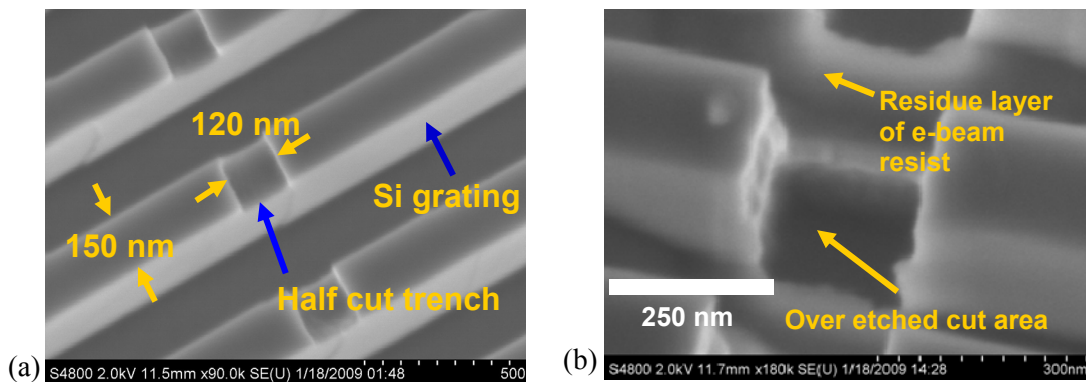 120 nm
Si grating
150 nm
Half cut trench
(a)
S4800 2.0kV 11.5mm x90.0k SE(U) 1/18/2009 01:48
500
Residue layer
of e-beam
resist
250 nm
Over etched cut area
(b)
S4800 2.0kV 11.7mm x180k SE(U) 1/18/2009 14:28
300nm